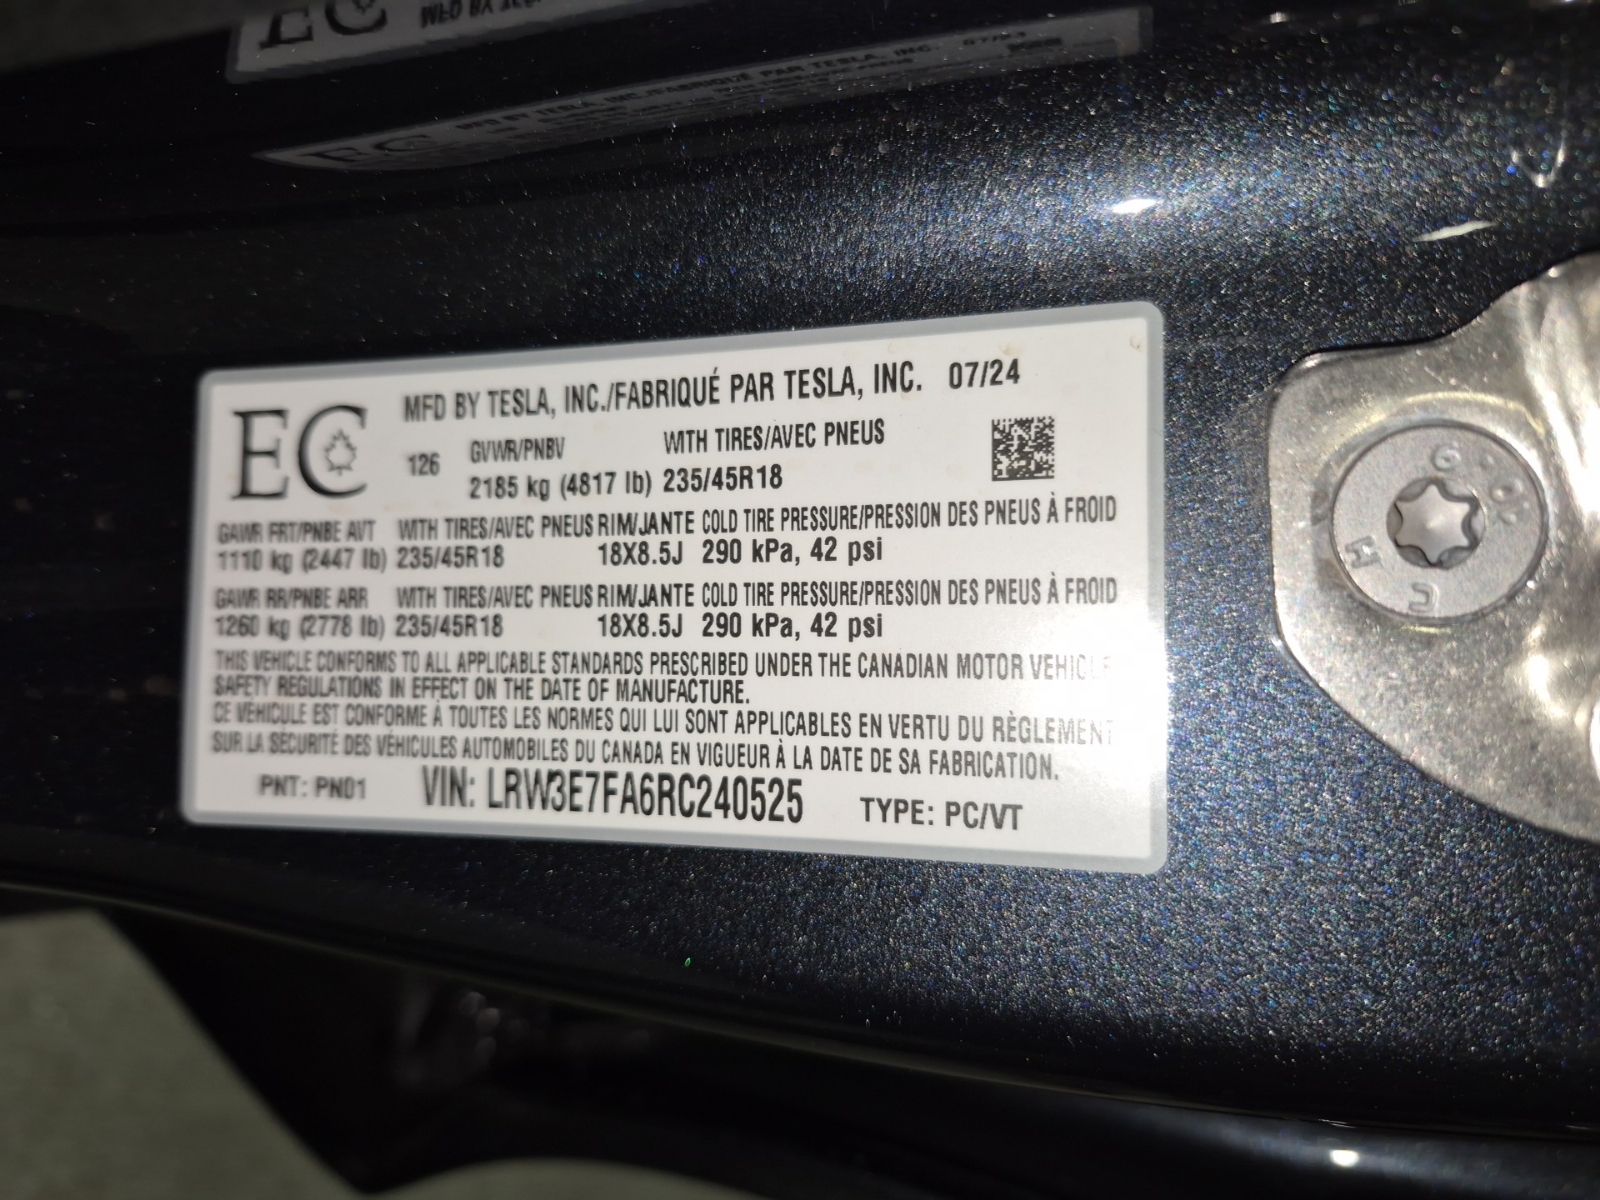 EC
MFD BY TESLA, INC./FABRIQUÉ PAR TESLA, INC. 07/24
126 GVWR/PNBV WITH TIRES/AVEC PNEUS
2185 kg (4817 lb) 235/45R18
GAWR FRT/PNBE AVT WITH TIRES/AVEC PNEUS RIM/JANTE COLD TIRE PRESSURE/PRESSION DES PNEUS À FROID
1110 kg (2447 lb) 235/45R18 18X8.5J 290 kPa, 42 psi
GAWR RR/PNBE ARR WITH TIRES/AVEC PNEUS RIM/JANTE COLD TIRE PRESSURE/PRESSION DES PNEUS À FROID
1260 kg (2778 lb) 235/45R18 18X8.5J 290 kPa, 42 psi
THIS VEHICLE CONFORMS TO ALL APPLICABLE STANDARDS PRESCRIBED UNDER THE CANADIAN MOTOR VEHICLE
SAFETY REGULATIONS IN EFFECT ON THE DATE OF MANUFACTURE.
CE VÉHICULE EST CONFORME À TOUTES LES NORMES QUI LUI SONT APPLICABLES EN VERTU DU RÈGLEMENT
SUR LA SÉCURITÉ DES VÉHICULES AUTOMOBILES DU CANADA EN VIGUEUR À LA DATE DE SA FABRICATION.
PNT: PN01 VIN: LRW3E7FA6RC240525 TYPE: PC/VT